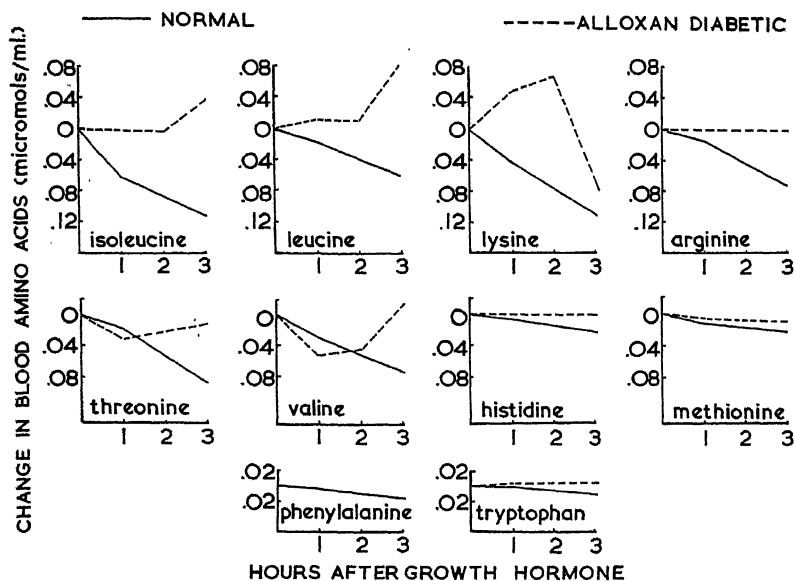 NORMAL
ALLOXAN DIABETIC
CHANGE IN BLOOD AMINO ACIDS (micromols/ml.)
.08 .08 .08 .08
.04 .04 .04 .04
0 0 0 0
.04 .04 .04 .04
.08 .08 .08 .08
.12 .12 .12 .12
isoleucine leucine lysine arginine
1 2 3 1 2 3 1 2 3 1 2 3
0 0 0 0
.04 .04 .04 .04
.08 .08 .08 .08
threonine valine histidine methionine
1 2 3 1 2 3 1 2 3 1 2 3
.02 .02
.02 .02
phenylalanine tryptophan
1 2 3 1 2 3
HOURS AFTER GROWTH HORMONE